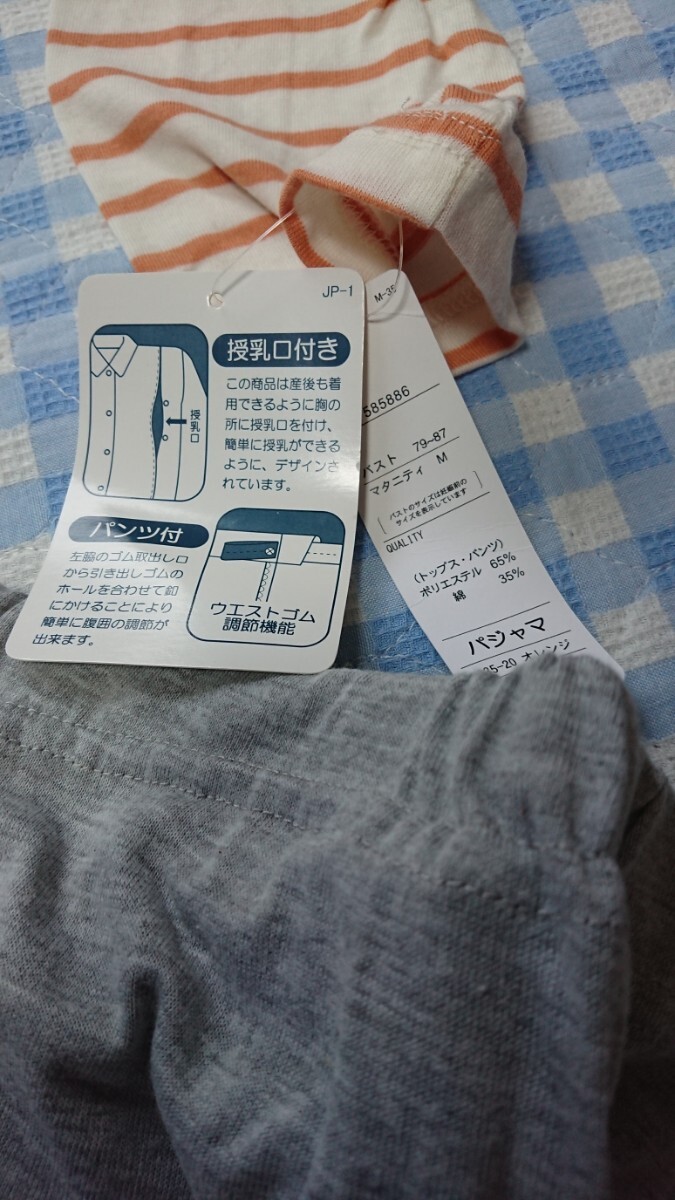 JP-1
授乳口付き
授乳口
この商品は産後も着
用できるように胸の
所に授乳口を付け、
簡単に授乳ができる
ように、デザインさ
れています。
パンツ付
左脇のゴム取出し口
から引き出しゴムの
ホールを合わせて釦
にかけることにより
簡単に腹囲の調節が
出来ます。
ウエストゴム
調節機能
M-35
585886
バスト 79~87
マタニティ M
バストのサイズは妊娠前の
サイズを表示しています
QUALITY
(トップス・パンツ)
ポリエステル 65%
綿 35%
パジャマ
35-20 オレンジ